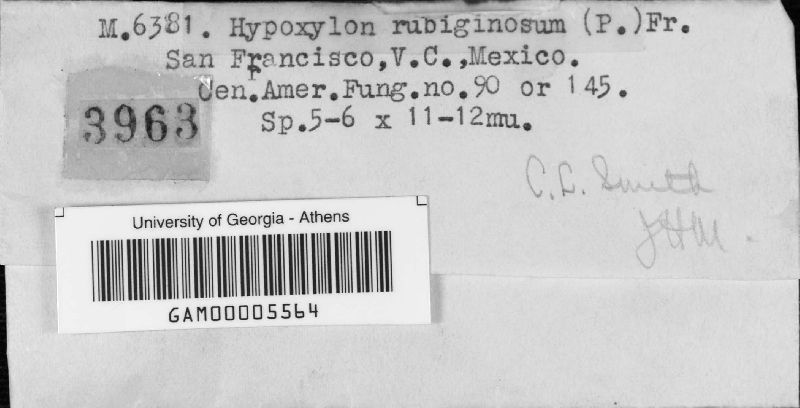 M.6381. Hypoxylon rubiginosum (P.)Fr.
San Francisco,V.C.,Mexico.
Cen.Amer.Fung.no.90 or 145.
3963
Sp.5-6 x 11-12mu.
C. L. Smith
JHM.
University of Georgia - Athens
GAM00005564